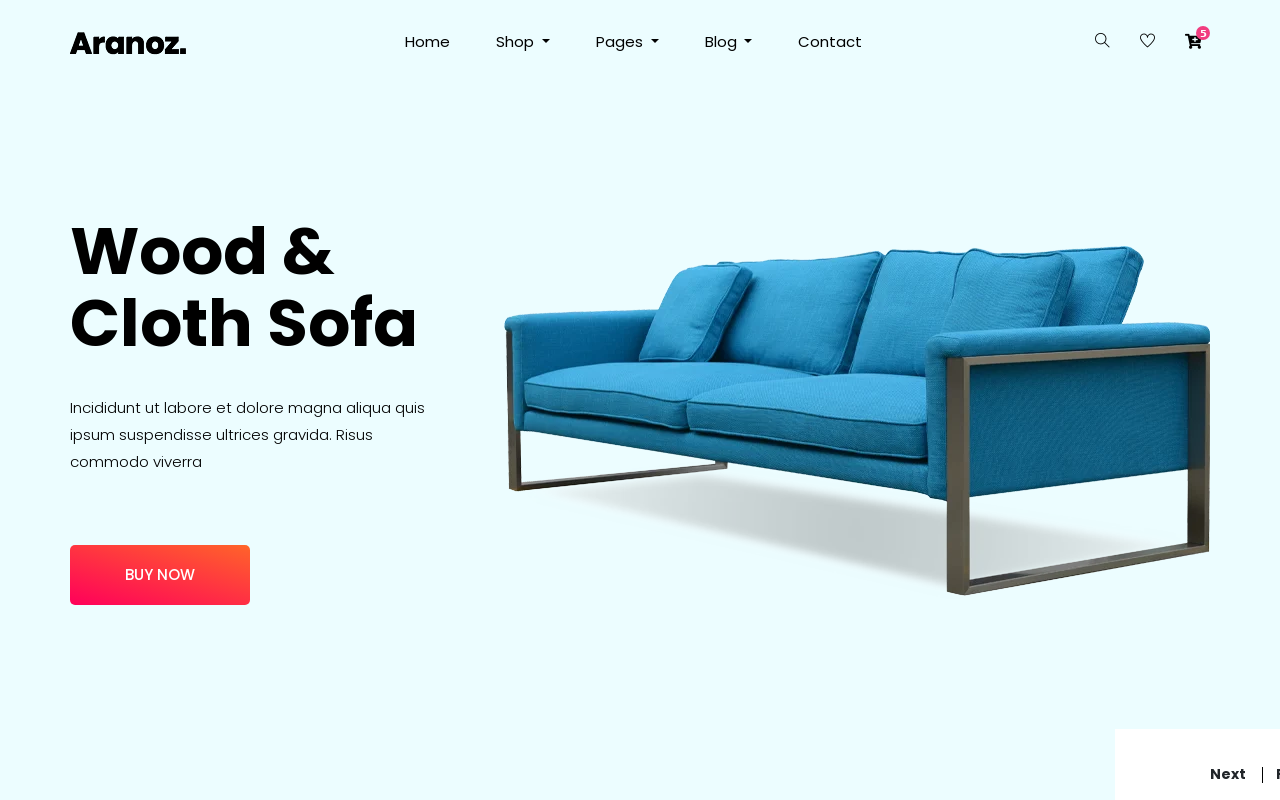 Aranoz.
Home Shop Pages Blog Contact
5
Wood &
Cloth Sofa
Incididunt ut labore et dolore magna aliqua quis
ipsum suspendisse ultrices gravida. Risus
commodo viverra
BUY NOW
Next